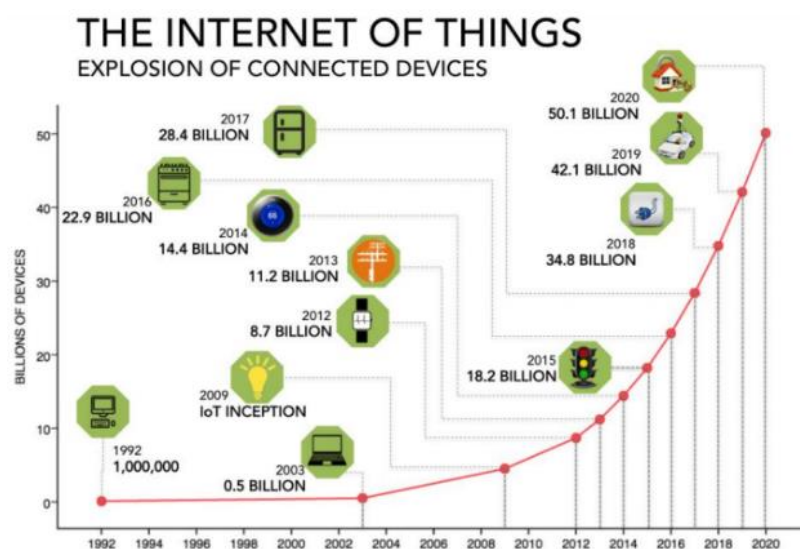 THE INTERNET OF THINGS
EXPLOSION OF CONNECTED DEVICES
BILLIONS OF DEVICES
50
40
30
20
10
0
1992
1,000,000
2003
0.5 BILLION
2009
IoT INCEPTION
2012
8.7 BILLION
2013
11.2 BILLION
2014
14.4 BILLION
2015
18.2 BILLION
2016
22.9 BILLION
2017
28.4 BILLION
2018
34.8 BILLION
2019
42.1 BILLION
2020
50.1 BILLION
1992 1994 1996 1998 2000 2002 2004 2006 2008 2010 2012 2014 2016 2018 2020